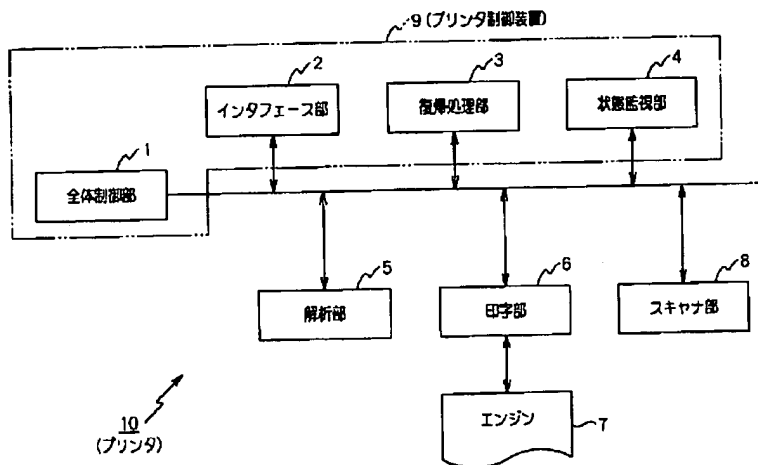 9(プリンタ制御装置)
2
3
4
インタフェース部
復帰処理部
状態監視部
1
全体制御部
5
6
8
解析部
印字部
スキャナ部
エンジン
7
10
(プリンタ)